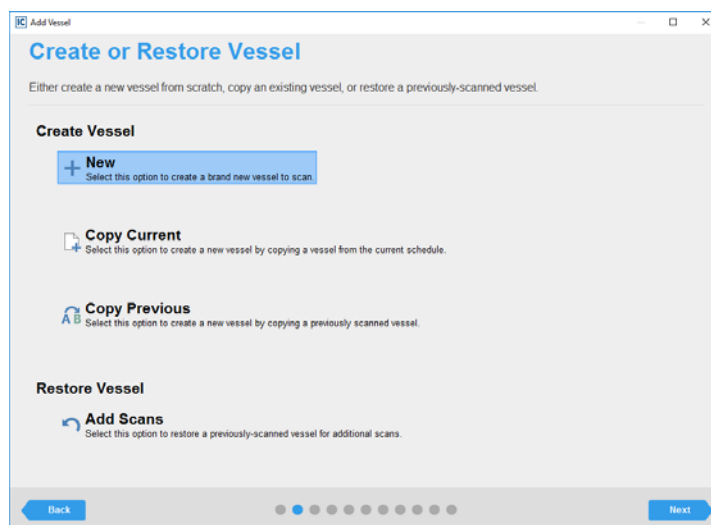 IC Add Vessel
Create or Restore Vessel
Either create a new vessel from scratch, copy an existing vessel, or restore a previously-scanned vessel.
Create Vessel
New
Select this option to create a brand new vessel to scan.
Copy Current
Select this option to create a new vessel by copying a vessel from the current schedule.
Copy Previous
A B Select this option to create a new vessel by copying a previously scanned vessel.
Restore Vessel
Add Scans
Select this option to restore a previously-scanned vessel for additional scans.
Back Next